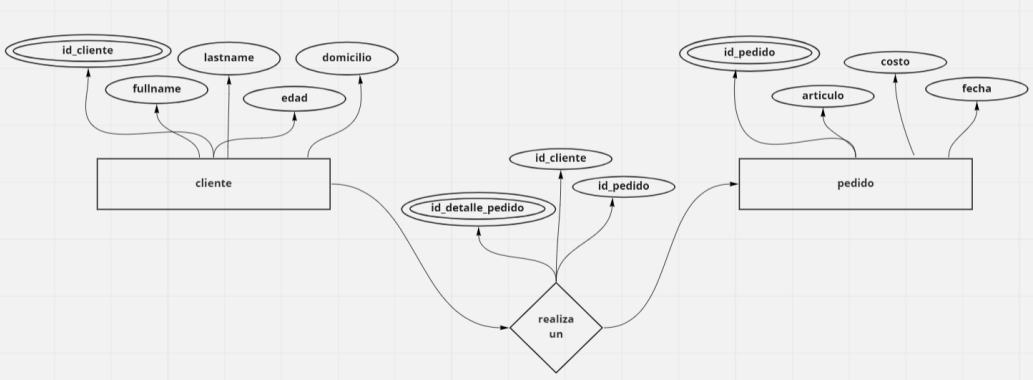 id_cliente
lastname
domicilio
fullname
edad
cliente
id_cliente
id_pedido
id_detalle_pedido
realiza
un
id_pedido
costo
articulo
fecha
pedido